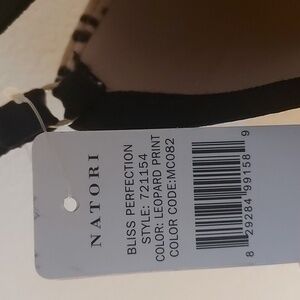 NATORI
BLISS PERFECTION
STYLE: 721154
COLOR: LEOPARD PRINT
COLOR CODE:MC082
8 29284 99158 9